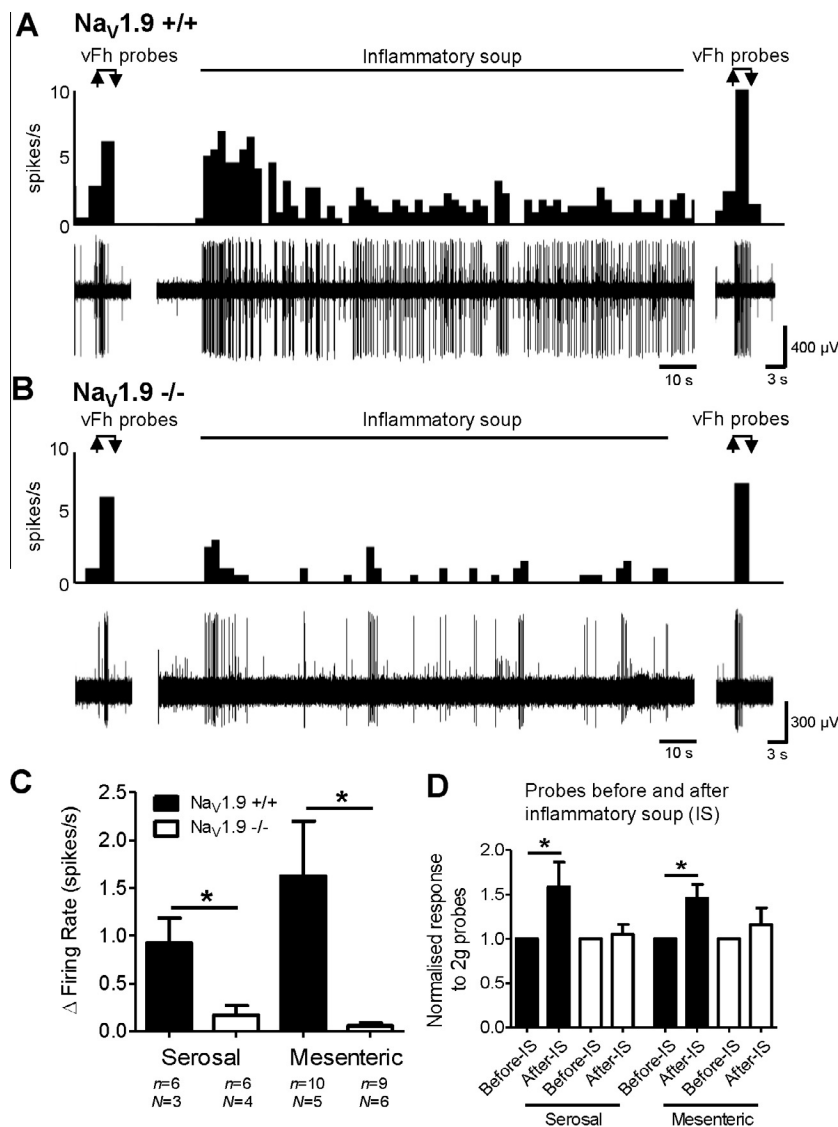 A Na_V1.9 +/+
vFh probes Inflammatory soup vFh probes
10
5
0
spikes/s
400 µV
10 s 3 s
B Na_V1.9 -/-
vFh probes Inflammatory soup vFh probes
10
5
0
spikes/s
300 µV
10 s 3 s
C
Δ Firing Rate (spikes/s)
2.5
2.0
1.5
1.0
0.5
0.0
Na_V1.9 +/+
Na_V1.9 -/-
* *
Serosal Mesenteric
n=6 n=6 n=10 n=9
N=3 N=4 N=5 N=6
D
Probes before and after
inflammatory soup (IS)
Normalised response
to 2g probes
2.0
1.5
1.0
0.5
0.0
* *
Before-IS After-IS Before-IS After-IS Before-IS After-IS Before-IS After-IS
Serosal Mesenteric